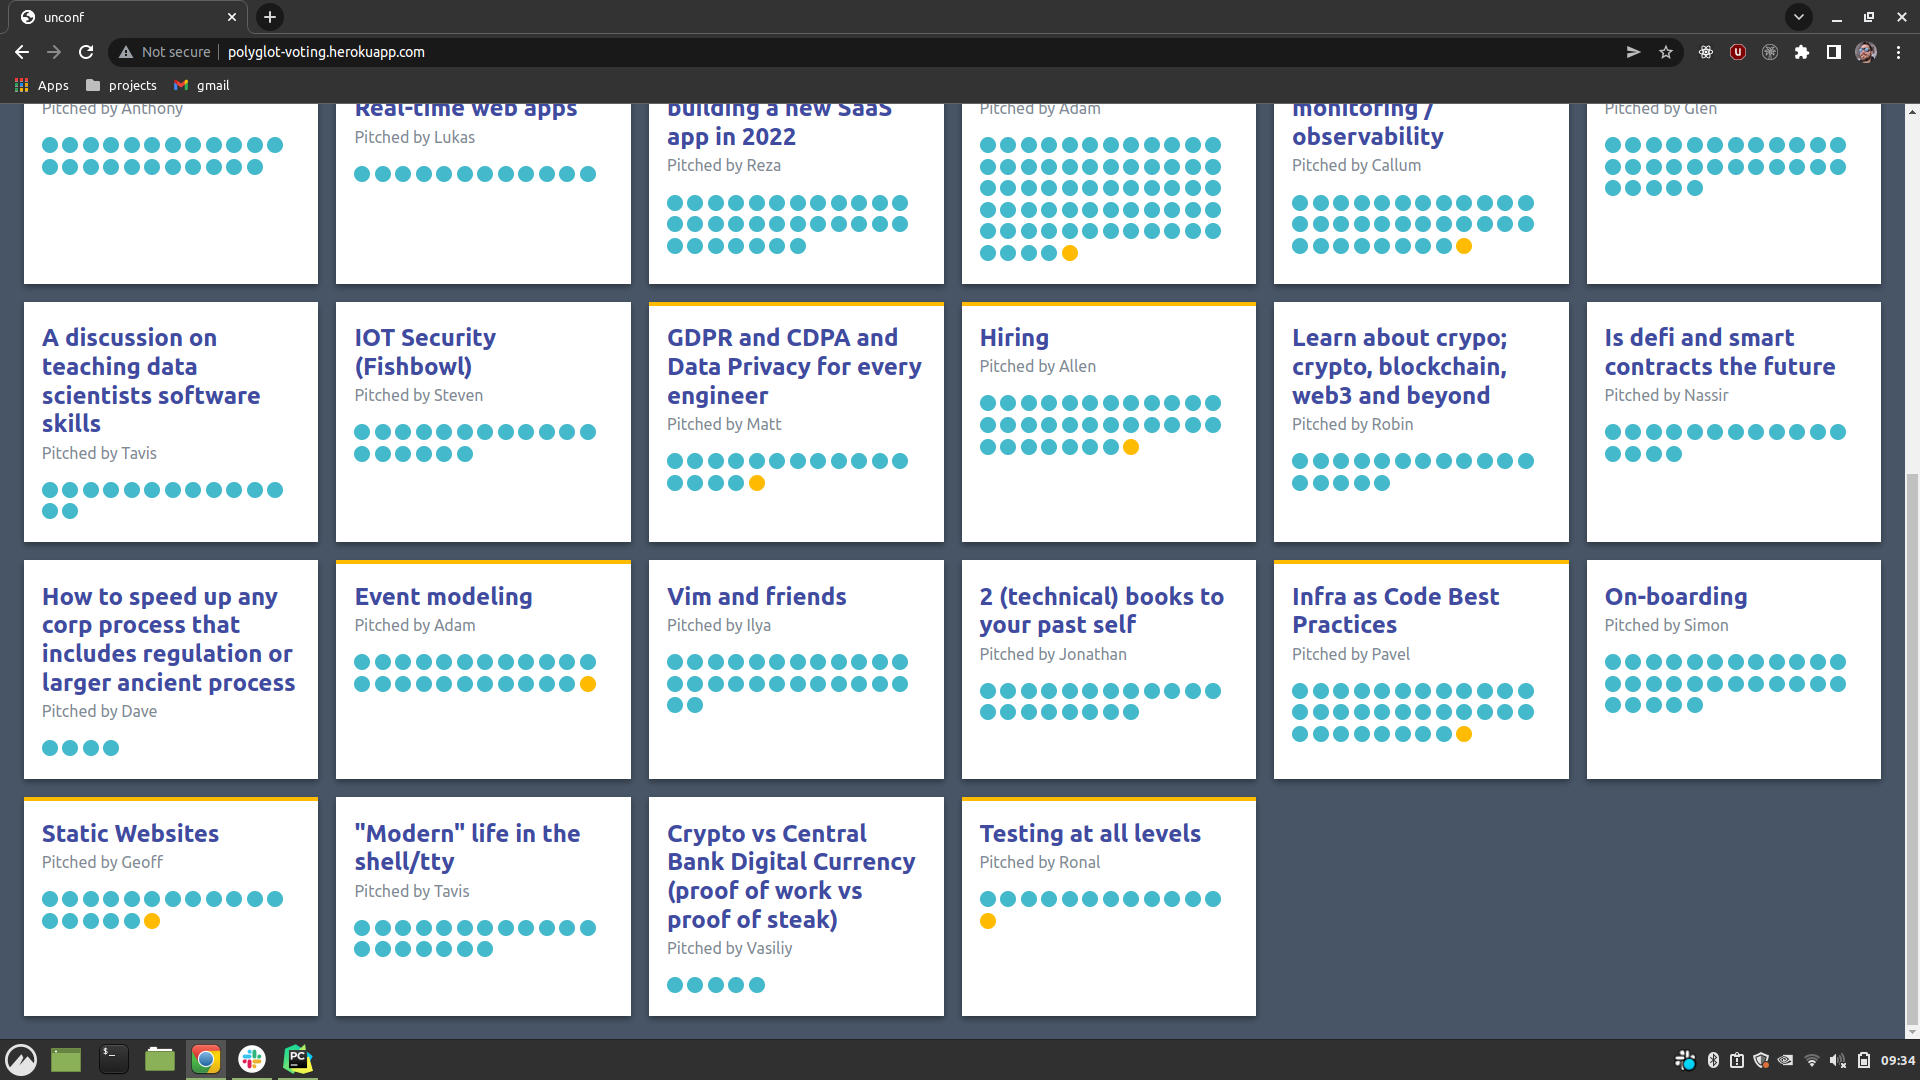 unconf
Not secure
polyglot-voting.herokuapp.com
Apps
projects
gmail
Pitched by Anthony
Real-time web apps
Pitched by Lukas
building a new SaaS
app in 2022
Pitched by Reza
Pitched by Adam
monitoring /
observability
Pitched by Callum
Pitched by Glen
A discussion on
teaching data
scientists software
skills
Pitched by Tavis
IOT Security
(Fishbowl)
Pitched by Steven
GDPR and CDPA and
Data Privacy for every
engineer
Pitched by Matt
Hiring
Pitched by Allen
Learn about crypo;
crypto, blockchain,
web3 and beyond
Pitched by Robin
Is defi and smart
contracts the future
Pitched by Nassir
How to speed up any
corp process that
includes regulation or
larger ancient process
Pitched by Dave
Event modeling
Pitched by Adam
Vim and friends
Pitched by Ilya
2 (technical) books to
your past self
Pitched by Jonathan
Infra as Code Best
Practices
Pitched by Pavel
On-boarding
Pitched by Simon
Static Websites
Pitched by Geoff
"Modern" life in the
shell/tty
Pitched by Tavis
Crypto vs Central
Bank Digital Currency
(proof of work vs
proof of steak)
Pitched by Vasiliy
Testing at all levels
Pitched by Ronal
PC
09:34